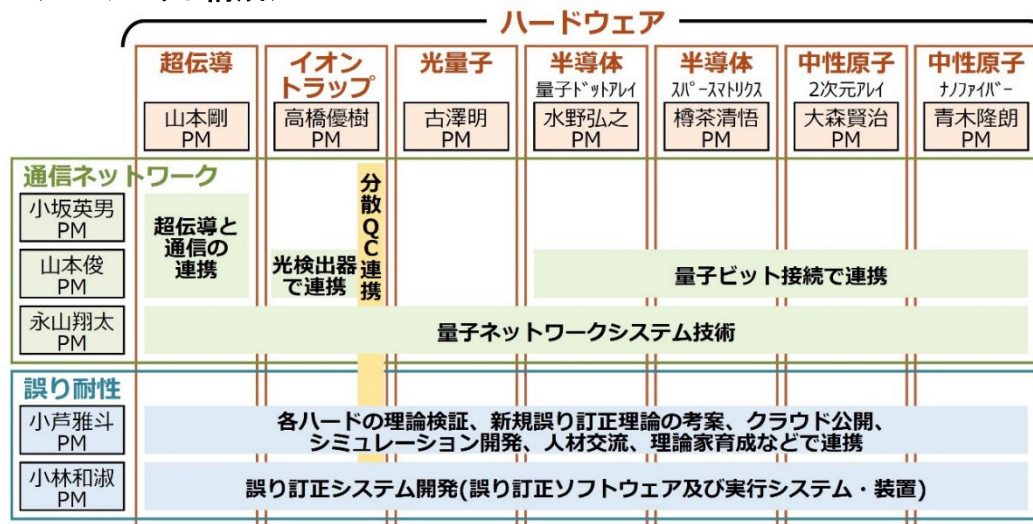 ハードウェア
超伝導
山本剛
PM
イオン
トラップ
高橋優樹
PM
光量子
古澤明
PM
半導体
量子ドットアレイ
水野弘之
PM
半導体
スパースマトリクス
樽茶清悟
PM
中性原子
2次元アレイ
大森賢治
PM
中性原子
ナノファイバー
青木隆朗
PM
通信ネットワーク
小坂英男
PM
山本俊
PM
永山翔太
PM
超伝導と
通信の
連携
光検出器
で連携
分散QC連携
量子ビット接続で連携
量子ネットワークシステム技術
誤り耐性
小芦雅斗
PM
各ハードの理論検証、新規誤り訂正理論の考案、クラウド公開、
シミュレーション開発、人材交流、理論家育成などで連携
小林和淑
PM
誤り訂正システム開発(誤り訂正ソフトウェア及び実行システム・装置)